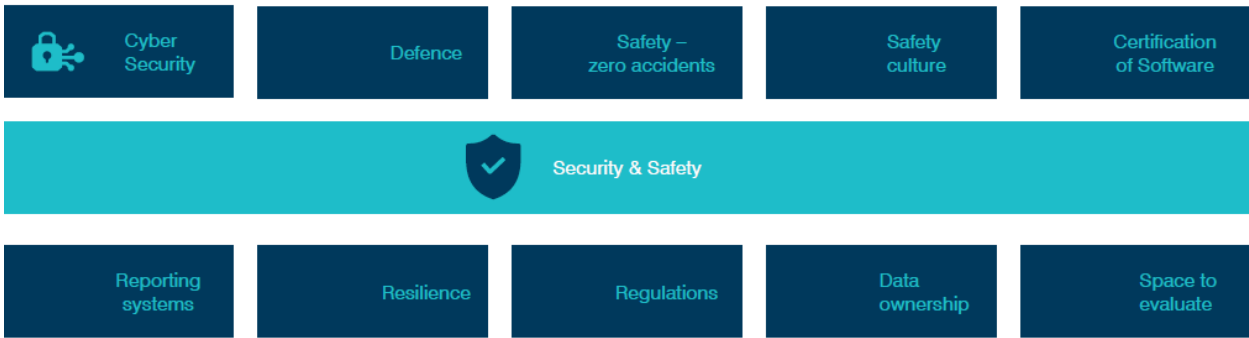 Cyber
Security
Defence
Safety –
zero accidents
Safety
culture
Certification
of Software
Security & Safety
Reporting
systems
Resilience
Regulations
Data
ownership
Space to
evaluate